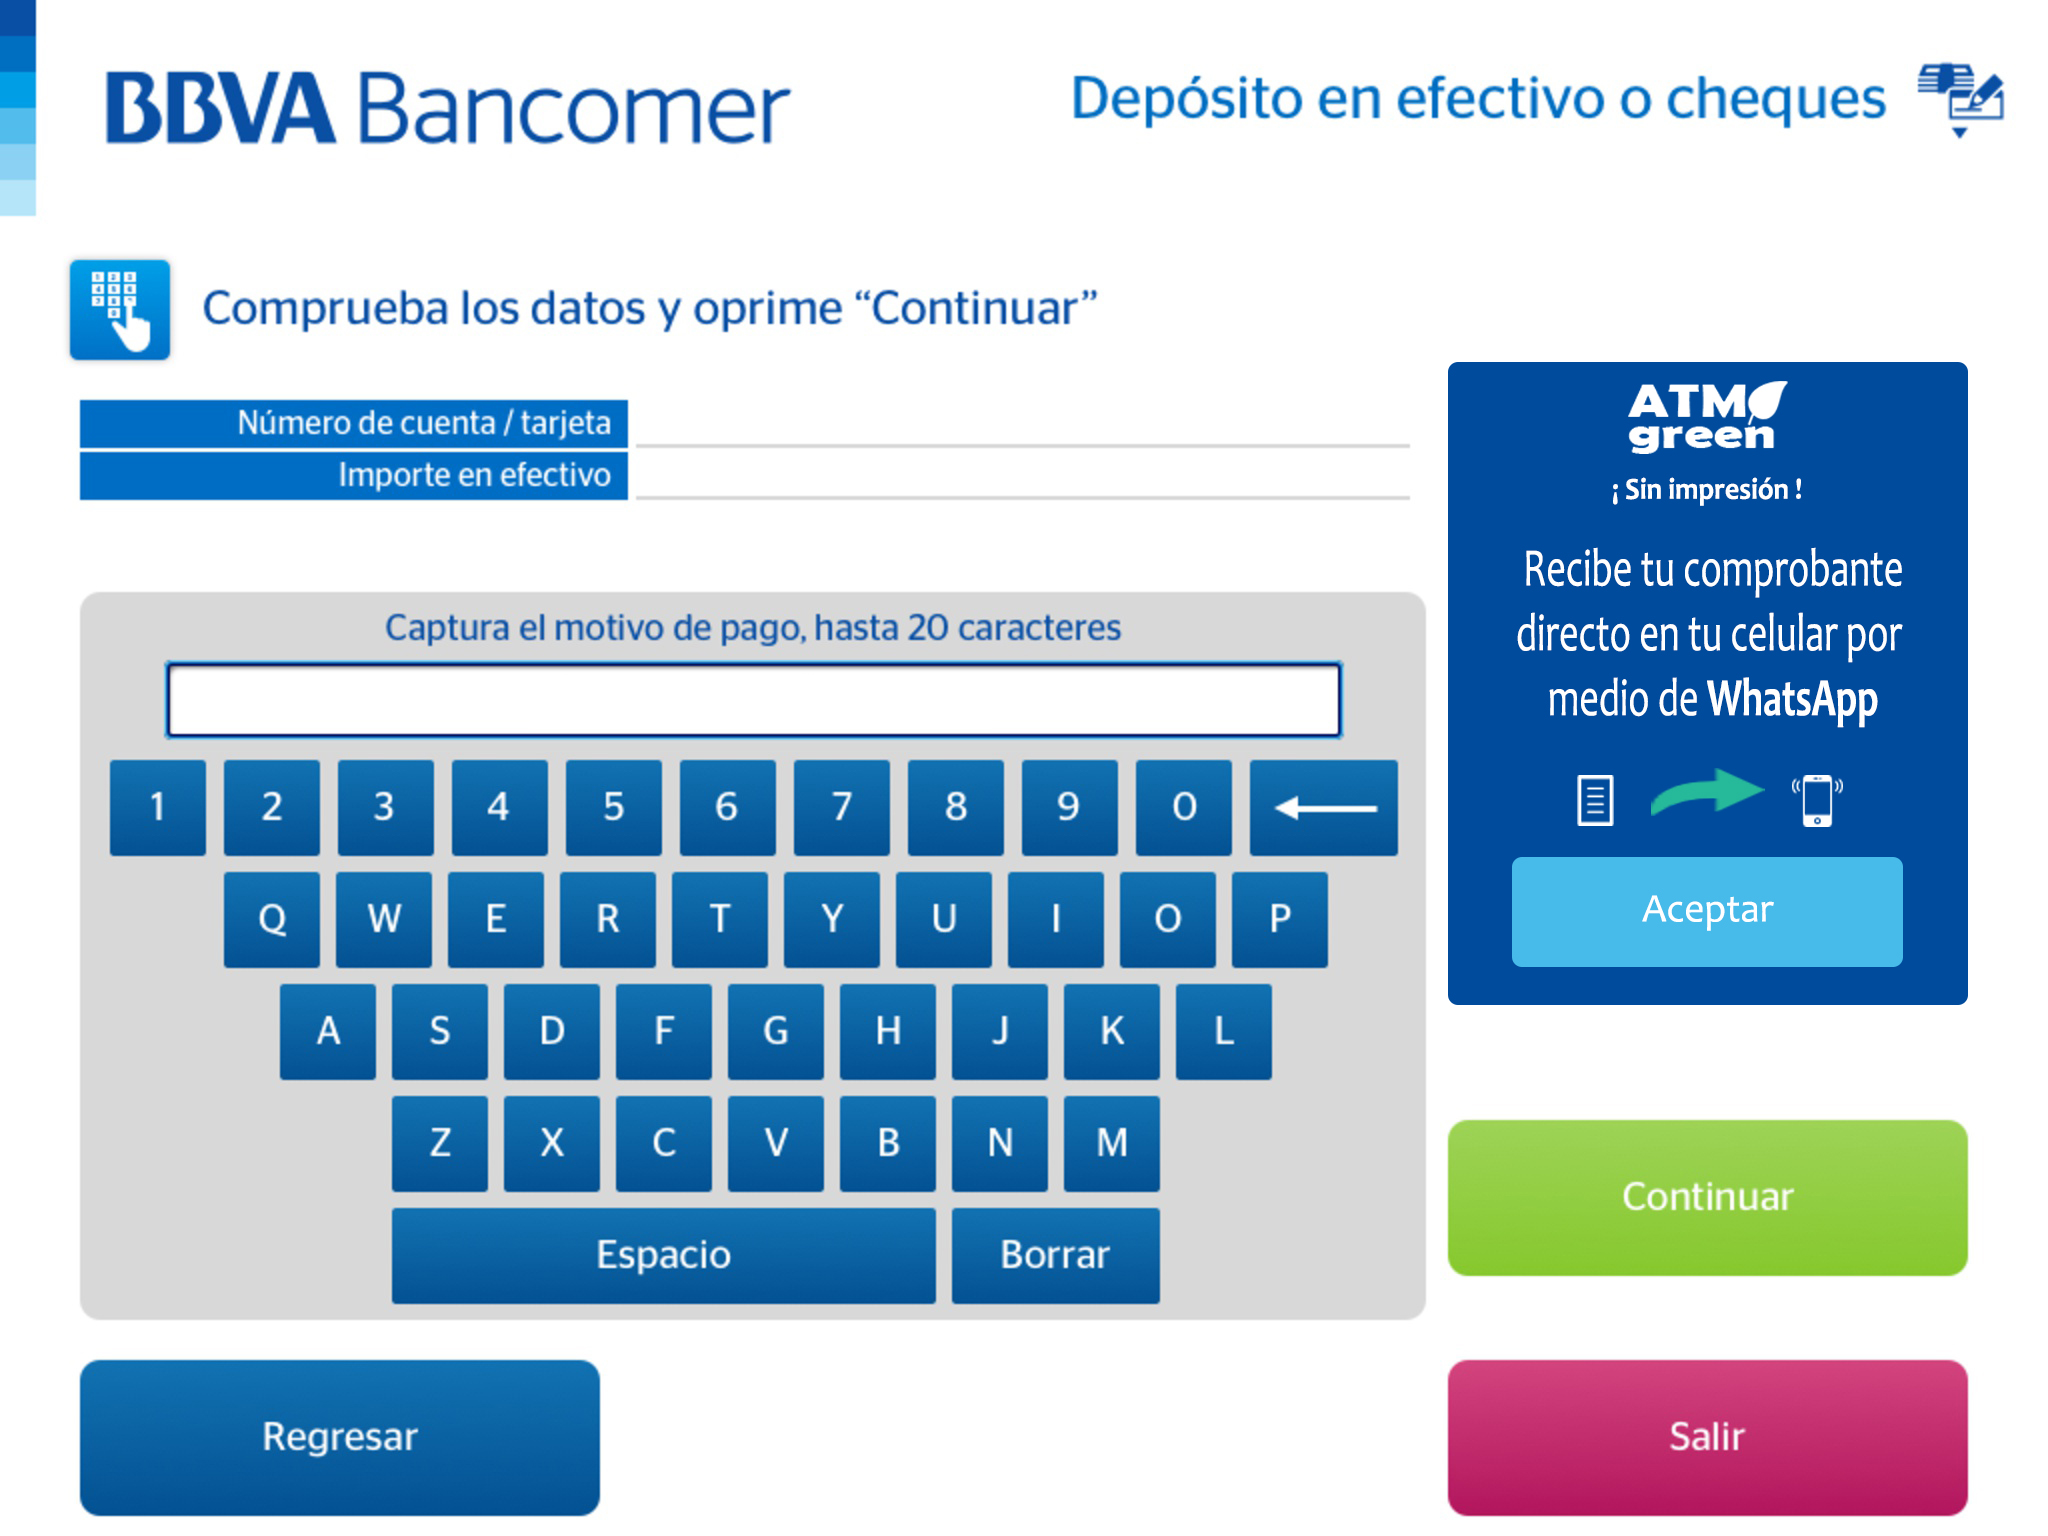 BBVA Bancomer
Depósito en efectivo o cheques
Comprueba los datos y oprime “Continuar”
Número de cuenta / tarjeta
Importe en efectivo
Captura el motivo de pago, hasta 20 caracteres
1 2 3 4 5 6 7 8 9 0
Q W E R T Y U I O P
A S D F G H J K L
Z X C V B N M
Espacio Borrar
ATM
green
¡ Sin impresión !
Recibe tu comprobante
directo en tu celular por
medio de WhatsApp
Aceptar
Continuar
Regresar
Salir